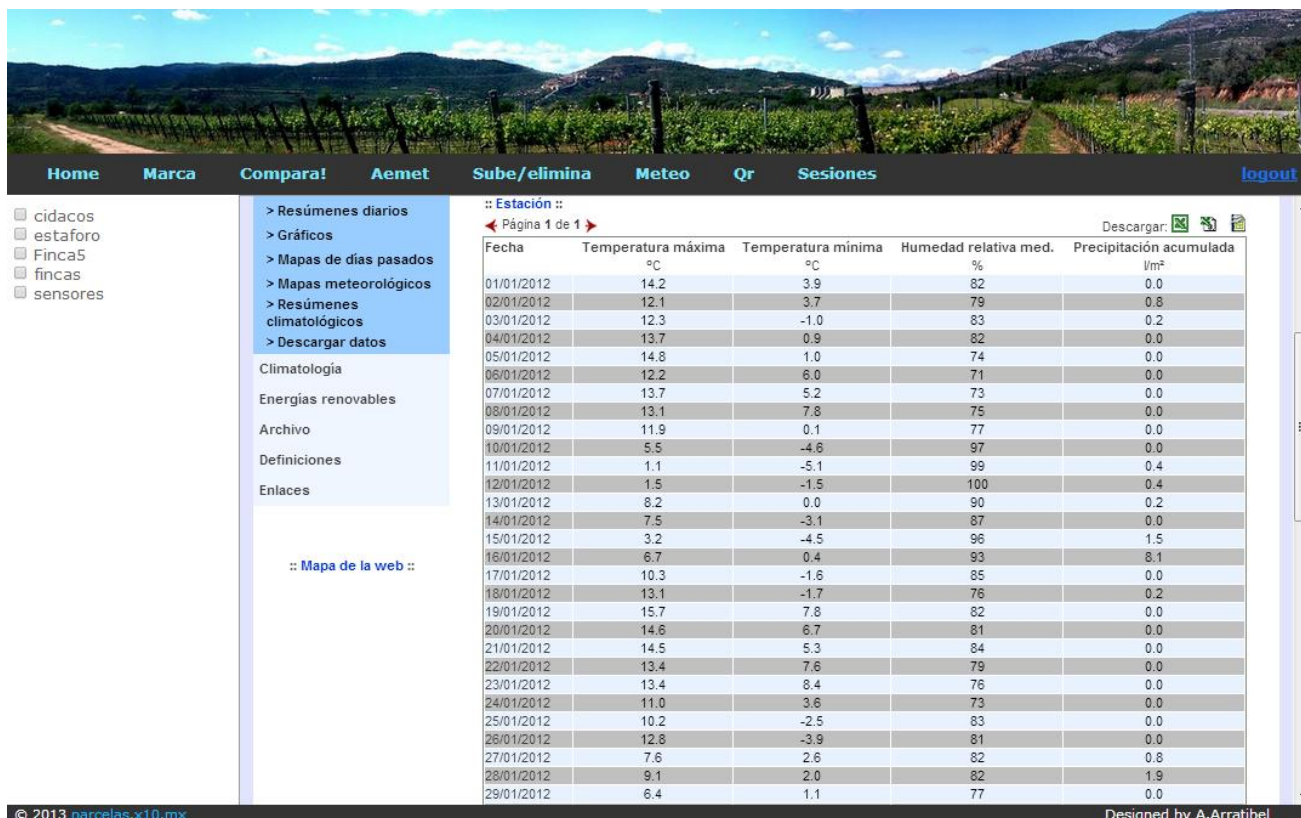 Home Marca Compara! Aemet Sube/elimina Meteo Qr Sesiones logout
cidacos
estaforo
Finca5
fincas
sensores
> Resúmenes diarios
> Gráficos
> Mapas de días pasados
> Mapas meteorológicos
> Resúmenes
climatológicos
> Descargar datos
Climatología
Energías renovables
Archivo
Definiciones
Enlaces
:: Mapa de la web ::
:: Estación ::
Página 1 de 1
Descargar:
Fecha Temperatura máxima Temperatura mínima Humedad relativa med. Precipitación acumulada
ºC ºC % l/m²
01/01/2012 14.2 3.9 82 0.0
02/01/2012 12.1 3.7 79 0.8
03/01/2012 12.3 -1.0 83 0.2
04/01/2012 13.7 0.9 82 0.0
05/01/2012 14.8 1.0 74 0.0
06/01/2012 12.2 6.0 71 0.0
07/01/2012 13.7 5.2 73 0.0
08/01/2012 13.1 7.8 75 0.0
09/01/2012 11.9 0.1 77 0.0
10/01/2012 5.5 -4.6 97 0.0
11/01/2012 1.1 -5.1 99 0.4
12/01/2012 1.5 -1.5 100 0.4
13/01/2012 8.2 0.0 90 0.2
14/01/2012 7.5 -3.1 87 0.0
15/01/2012 3.2 -4.5 96 1.5
16/01/2012 6.7 0.4 93 8.1
17/01/2012 10.3 -1.6 85 0.0
18/01/2012 13.1 -1.7 76 0.2
19/01/2012 15.7 7.8 82 0.0
20/01/2012 14.6 6.7 81 0.0
21/01/2012 14.5 5.3 84 0.0
22/01/2012 13.4 7.6 79 0.0
23/01/2012 13.4 8.4 76 0.0
24/01/2012 11.0 3.6 73 0.0
25/01/2012 10.2 -2.5 83 0.0
26/01/2012 12.8 -3.9 81 0.0
27/01/2012 7.6 2.6 82 0.8
28/01/2012 9.1 2.0 82 1.9
29/01/2012 6.4 1.1 77 0.0
© 2013 parcelas.x10.mx Designed by A.Arratibel